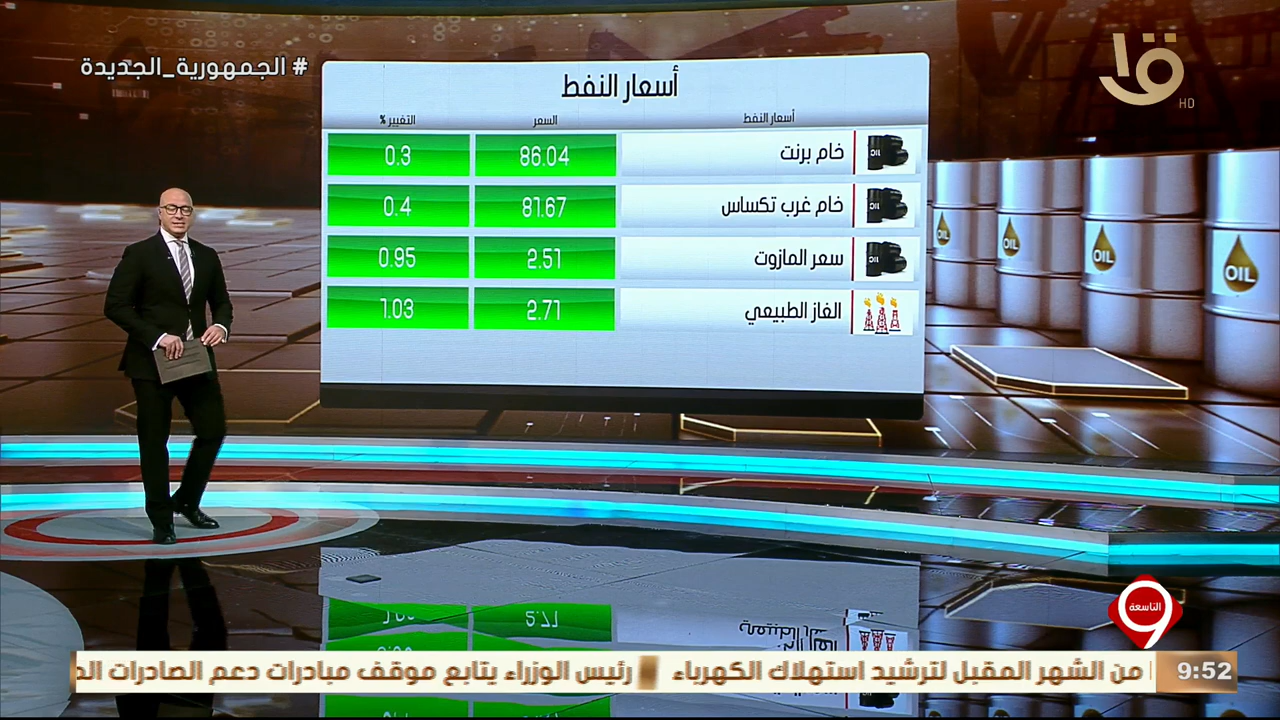 #الجمهورية_الجديدة
HD
أسعار النفط
أسعار النفط السعر التغيير %
خام برنت 86.04 0.3
خام غرب تكساس 81.67 0.4
سعر المازوت 2.51 0.95
الغاز الطبيعي 2.71 1.03
OIL OIL OIL OIL
التاسعة
9
9:52 من الشهر المقبل لترشيد استهلاك الكهرباء رئيس الوزراء يتابع موقف مبادرات دعم الصادرات